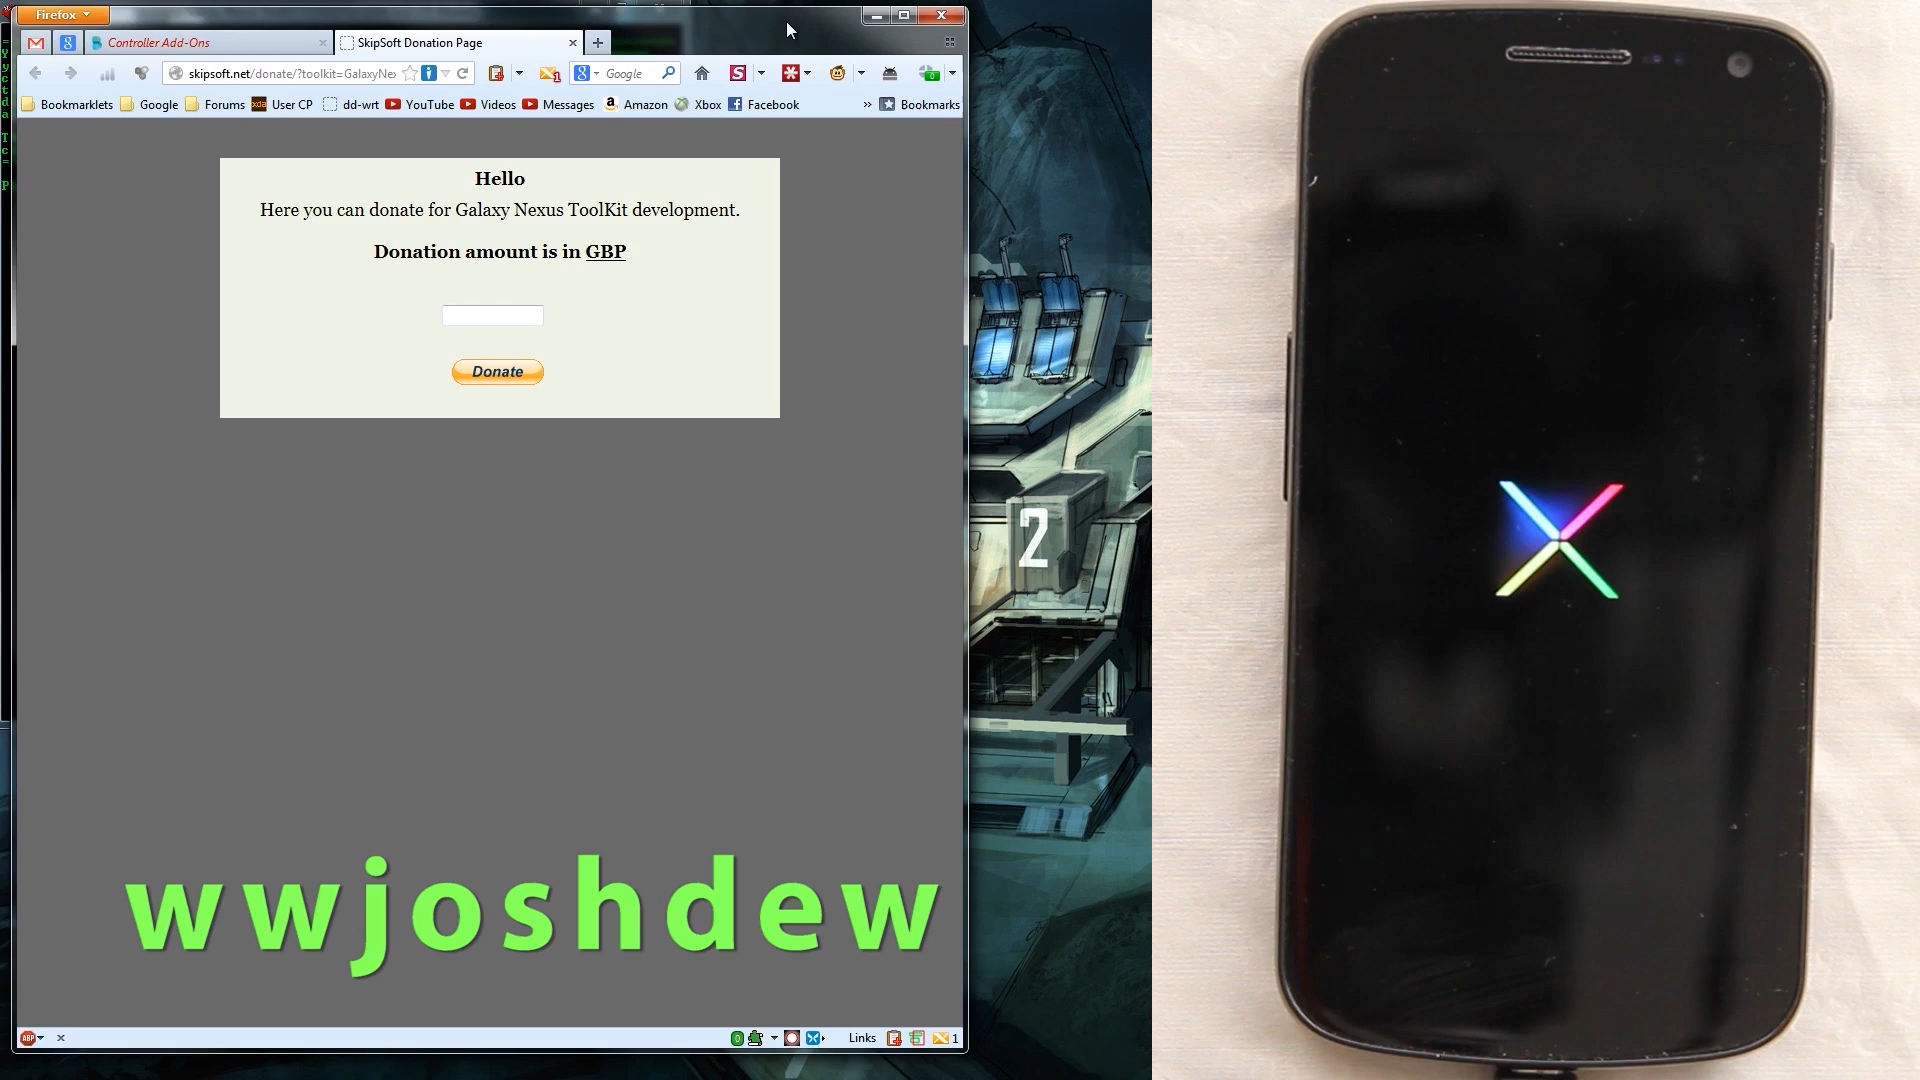 Firefox
Controller Add-Ons
SkipSoft Donation Page
skipsoft.net/donate/?toolkit=GalaxyNe
Google
Bookmarklets
Google
Forums
User CP
dd-wrt
YouTube
Videos
Messages
Amazon
Xbox
Facebook
»
Bookmarks
Hello
Here you can donate for Galaxy Nexus ToolKit development.
Donation amount is in GBP
Donate
2
wwjoshdew
ABP
0
Links
1